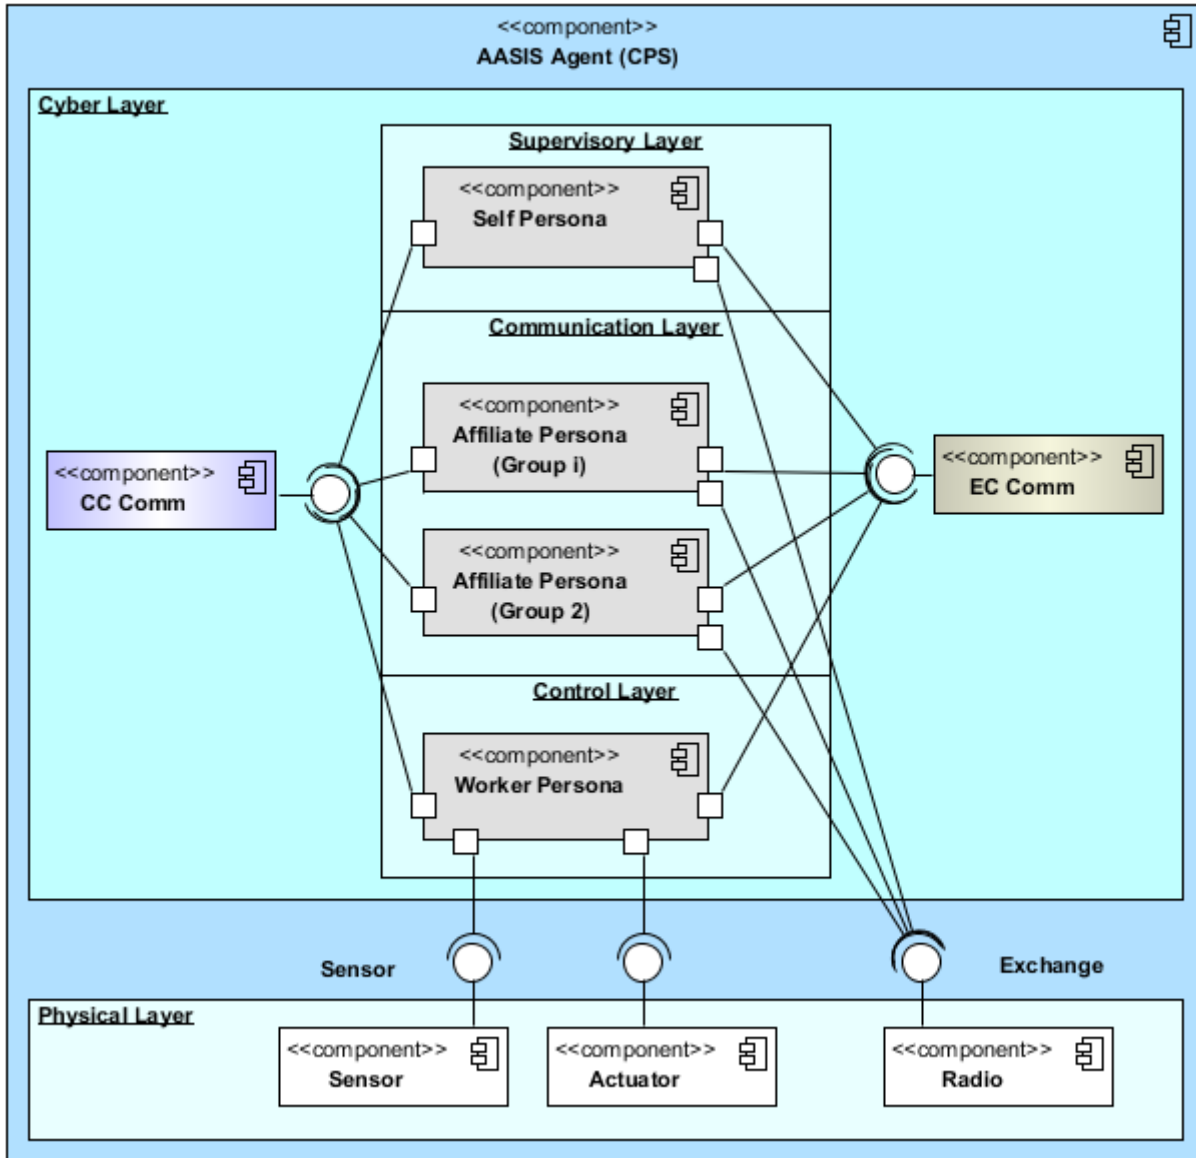 <<component>>
AASIS Agent (CPS)
Cyber Layer
Supervisory Layer
<<component>>
Self Persona
Communication Layer
<<component>>
Affiliate Persona
(Group i)
<<component>>
CC Comm
<<component>>
EC Comm
<<component>>
Affiliate Persona
(Group 2)
Control Layer
<<component>>
Worker Persona
Sensor
Exchange
Physical Layer
<<component>>
Sensor
<<component>>
Actuator
<<component>>
Radio